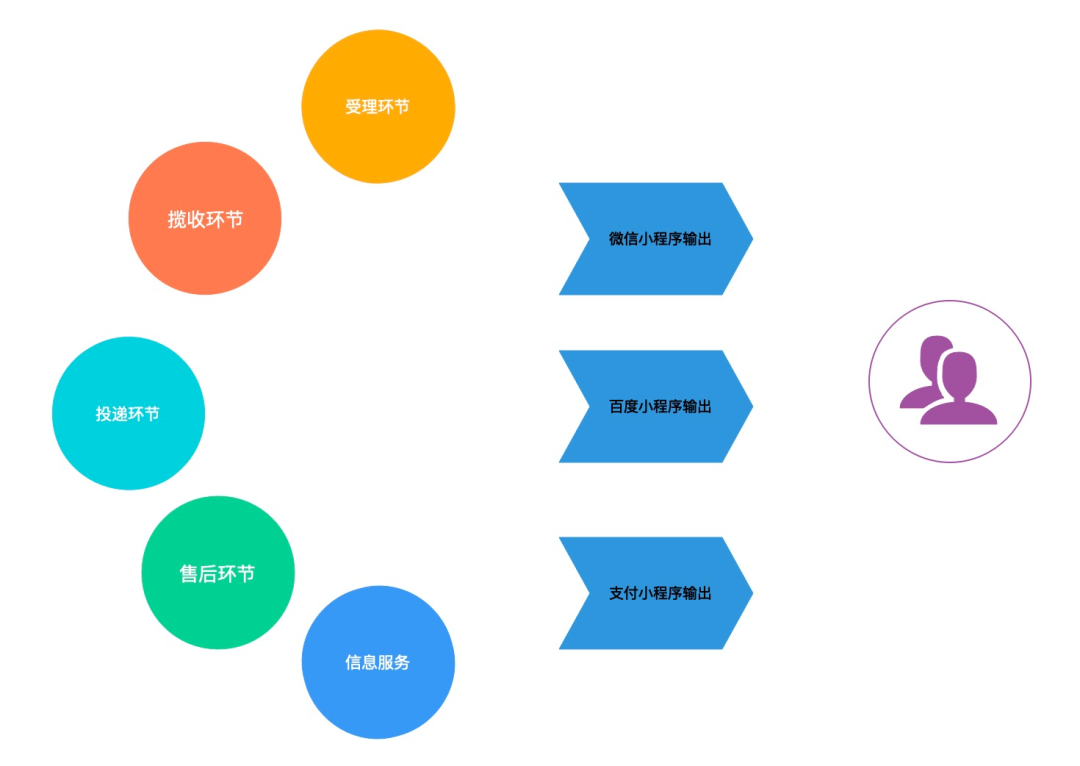 受理环节
揽收环节
投递环节
售后环节
信息服务
微信小程序输出
百度小程序输出
支付小程序输出